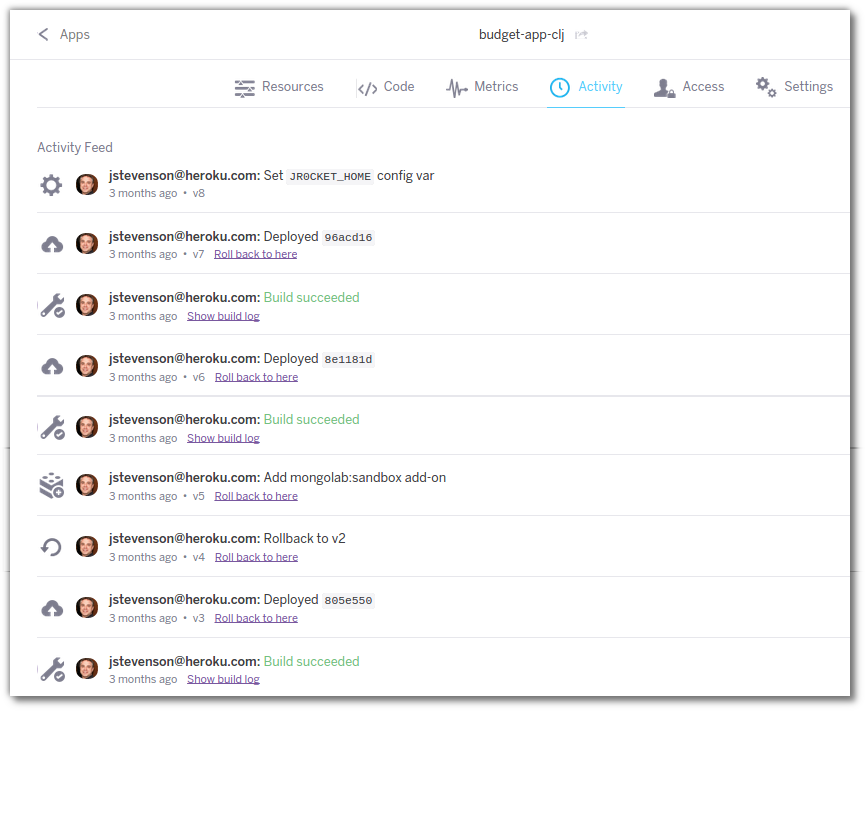 Apps
budget-app-clj
Resources Code Metrics Activity Access Settings
Activity Feed
jstevenson@heroku.com: Set JR0CKET_HOME config var
3 months ago • v8
jstevenson@heroku.com: Deployed 96acd16
3 months ago • v7 Roll back to here
jstevenson@heroku.com: Build succeeded
3 months ago Show build log
jstevenson@heroku.com: Deployed 8e1181d
3 months ago • v6 Roll back to here
jstevenson@heroku.com: Build succeeded
3 months ago Show build log
jstevenson@heroku.com: Add mongolab:sandbox add-on
3 months ago • v5 Roll back to here
jstevenson@heroku.com: Rollback to v2
3 months ago • v4 Roll back to here
jstevenson@heroku.com: Deployed 805e550
3 months ago • v3 Roll back to here
jstevenson@heroku.com: Build succeeded
3 months ago Show build log